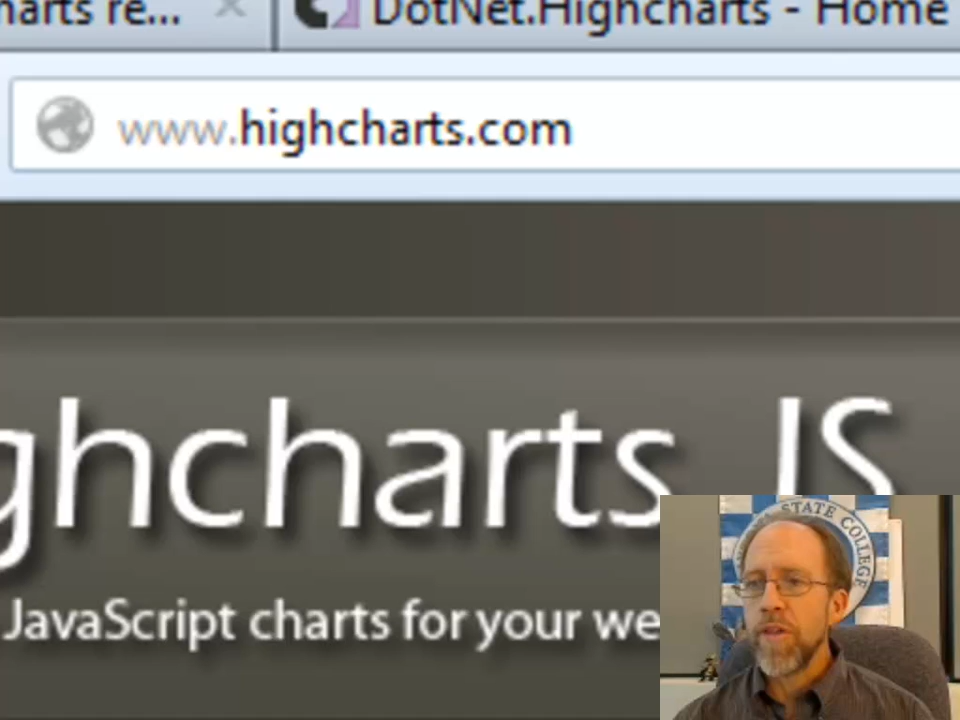 harts re... DotNet.Highcharts - Home
www.highcharts.com
ghcharts JS
JavaScript charts for your we
STATE COLLEGE